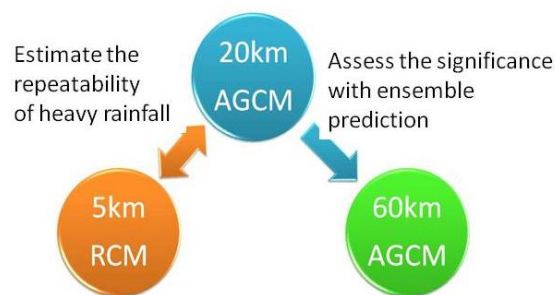 Estimate the
repeatability
of heavy rainfall
20km
AGCM
Assess the significance
with ensemble
prediction
5km
RCM
60km
AGCM